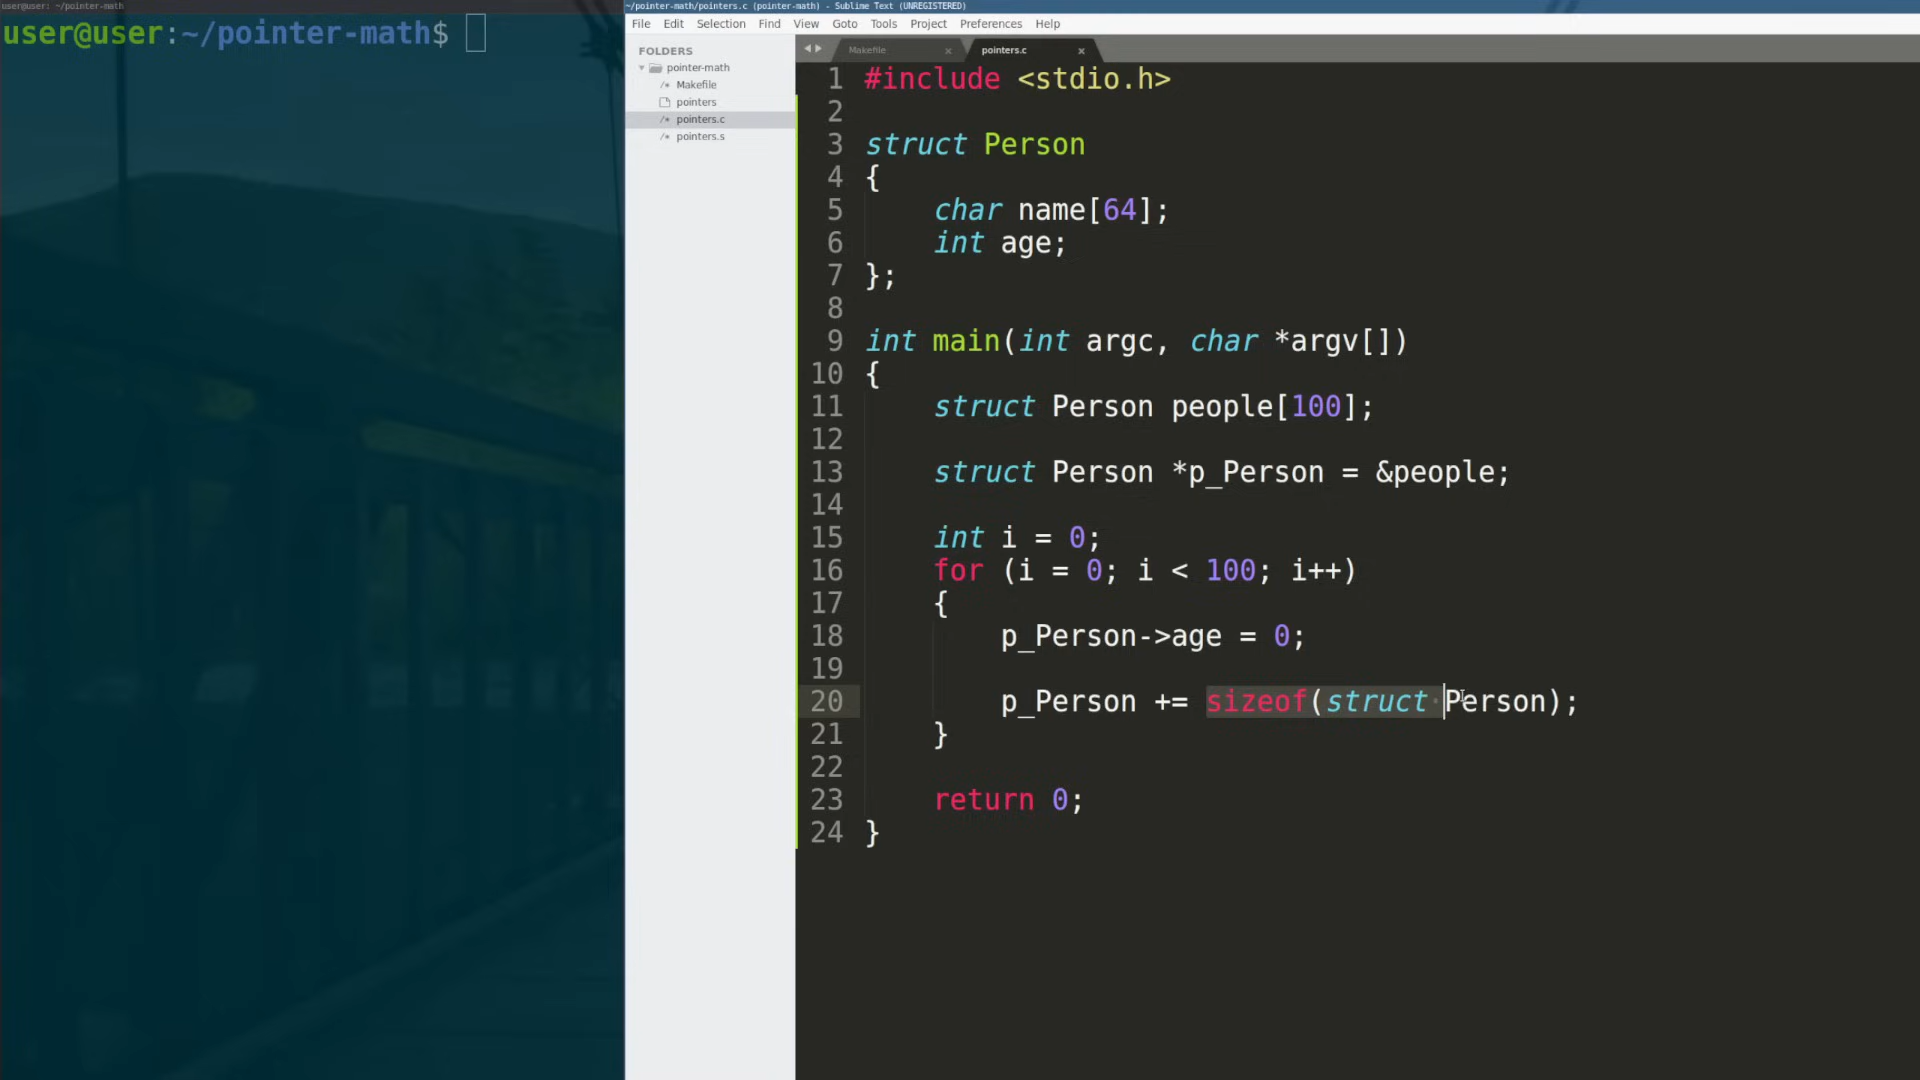 user@user: ~/pointer-math
user@user:~/pointer-math$
~/pointer-math/pointers.c (pointer-math) - Sublime Text (UNREGISTERED)
File Edit Selection Find View Goto Tools Project Preferences Help
FOLDERS
pointer-math
/* Makefile
pointers
/* pointers.c
/* pointers.s
Makefile × pointers.c ×
1 #include <stdio.h>
2
3 struct Person
4 {
5     char name[64];
6     int age;
7 };
8
9 int main(int argc, char *argv[])
10 {
11     struct Person people[100];
12
13     struct Person *p_Person = &people;
14
15     int i = 0;
16     for (i = 0; i < 100; i++)
17     {
18         p_Person->age = 0;
19
20         p_Person += sizeof(struct Person);
21     }
22
23     return 0;
24 }